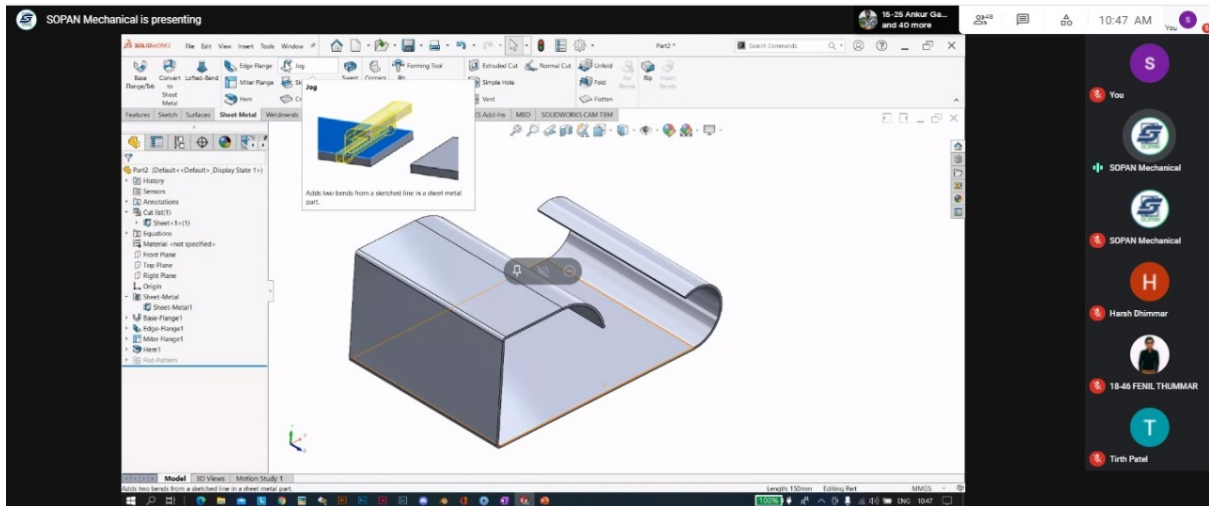 SOPAN Mechanical is presenting
15-25 Ankur Ga...
and 40 more
48
10:47 AM
You
S
SOLIDWORKS File Edit View Insert Tools Window
Part2 *
Search Commands
Base Flange/Tab
Convert to Sheet Metal
Lofted-Bend
Edge Flange
Miter Flange
Hem
Jog
Swept
Corners
Forming Tool
Extruded Cut
Simple Hole
Vent
Normal Cut
Unfold
Fold
Flatten
No Bends
Rip
Insert Bends
Features Sketch Surfaces Sheet Metal Weldments
MBD SOLIDWORKS CAM TBM
Jog
Adds two bends from a sketched line in a sheet metal
part.
Part2 (Default<<Default>_Display State 1>)
History
Sensors
Annotations
Cut list(1)
Sheet<1>(1)
Equations
Material <not specified>
Front Plane
Top Plane
Right Plane
Origin
Sheet-Metal
Sheet-Metal1
Base-Flange1
Edge-Flange1
Miter Flange1
Hem1
Flat-Pattern
Model 3D Views Motion Study 1
Adds two bends from a sketched line in a sheet metal part.
Length: 150mm Editing Part MMGS
100% ENG 10:47
S
You
SOPAN
SOPAN Mechanical
SOPAN
SOPAN Mechanical
H
Harsh Dhimmar
18-46 FENIL THUMMAR
T
Tirth Patel